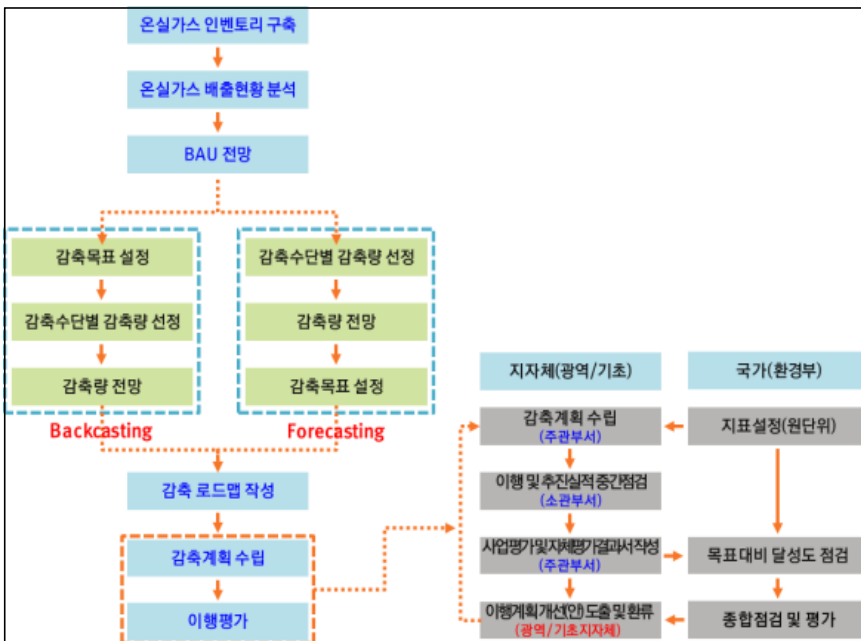 온실가스 인벤토리 구축
온실가스 배출현황 분석
BAU 전망
감축목표 설정
감축수단별 감축량 선정
감축량 전망
Backcasting
감축수단별 감축량 선정
감축량 전망
감축목표 설정
Forecasting
감축 로드맵 작성
감축계획 수립
이행평가
지자체(광역/기초)
감축계획 수립
(주관부서)
이행 및 추진실적 중간점검
(소관부서)
사업평가 및 자체평가결과서 작성
(주관부서)
이행계획 개선(안) 도출 및 환류
(광역/기초지자체)
국가(환경부)
지표설정(원단위)
목표대비 달성도 점검
종합점검 및 평가